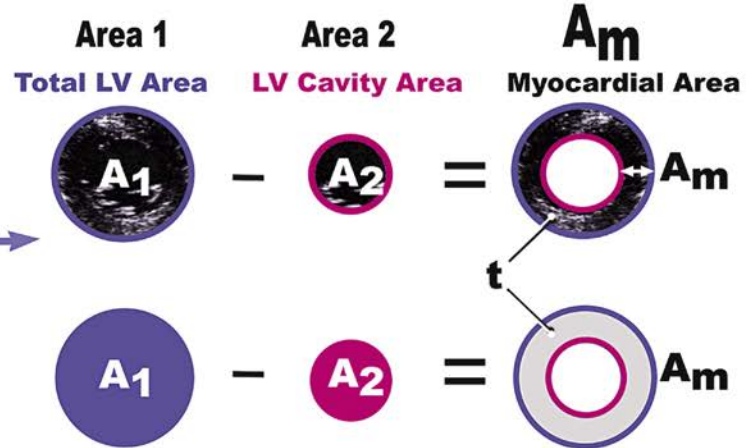 Area 1 Area 2 Am
Total LV Area LV Cavity Area Myocardial Area
A1 – A2 = Am
t
A1 – A2 = Am